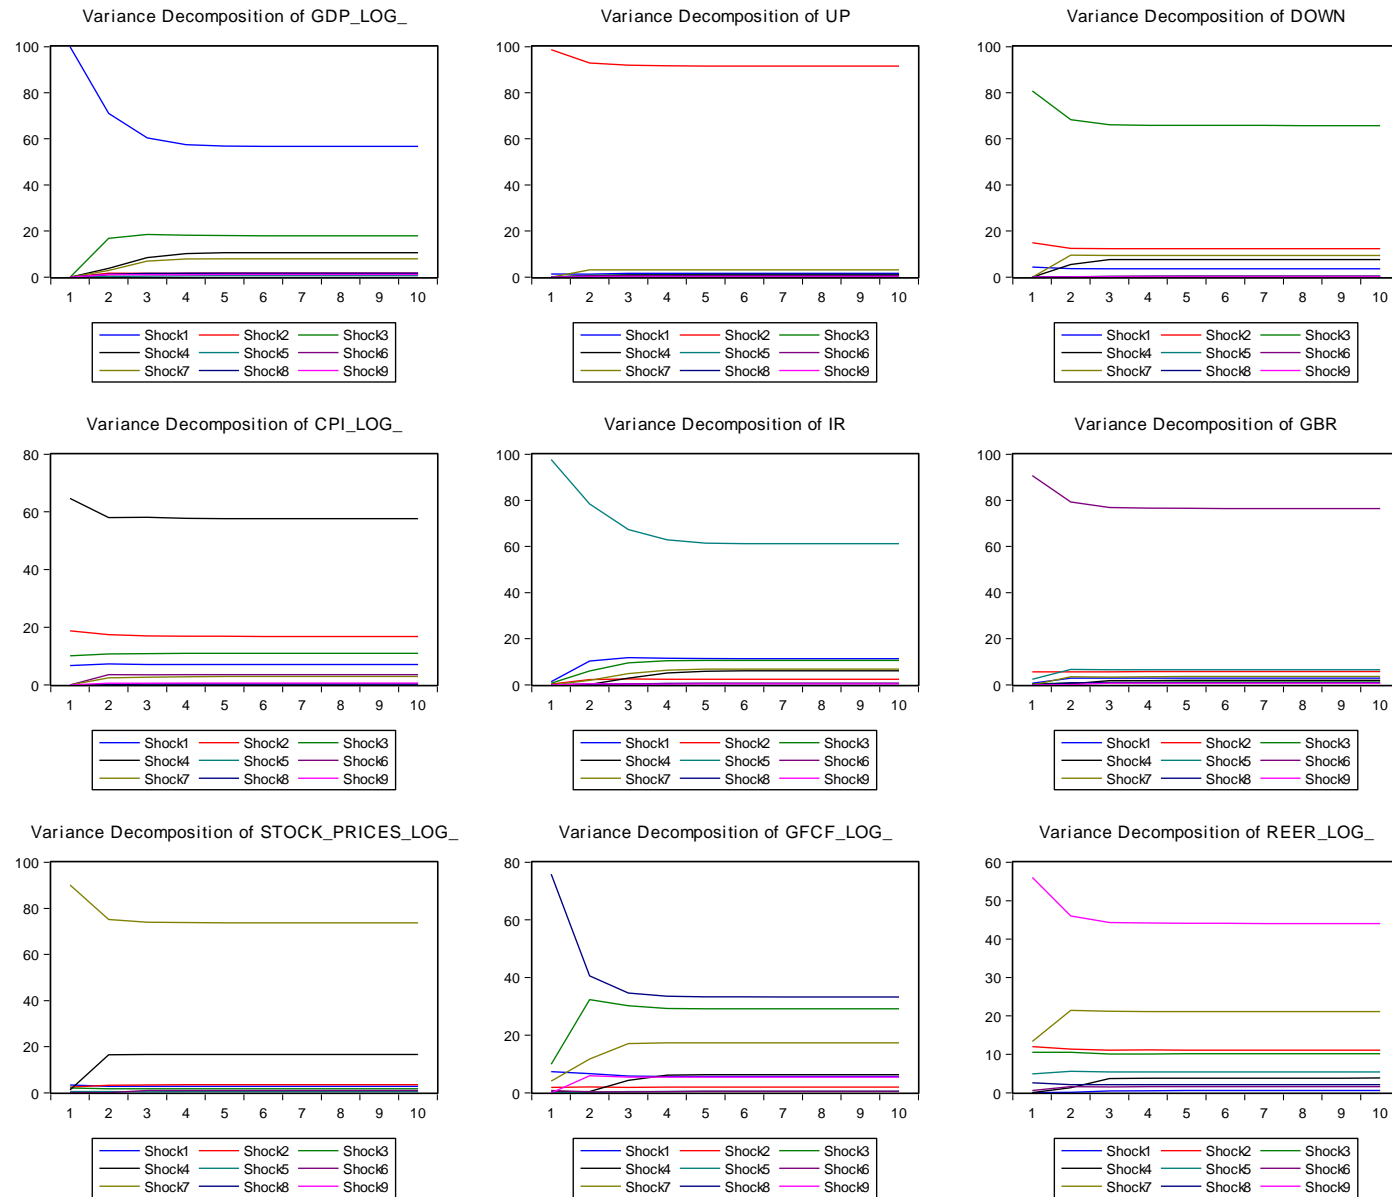 Variance Decomposition of GDP_LOG_
100
80
60
40
20
0
1 2 3 4 5 6 7 8 9 10
Shock1 Shock2 Shock3
Shock4 Shock5 Shock6
Shock7 Shock8 Shock9
Variance Decomposition of UP
100
80
60
40
20
0
1 2 3 4 5 6 7 8 9 10
Shock1 Shock2 Shock3
Shock4 Shock5 Shock6
Shock7 Shock8 Shock9
Variance Decomposition of DOWN
100
80
60
40
20
0
1 2 3 4 5 6 7 8 9 10
Shock1 Shock2 Shock3
Shock4 Shock5 Shock6
Shock7 Shock8 Shock9
Variance Decomposition of CPI_LOG_
80
60
40
20
0
1 2 3 4 5 6 7 8 9 10
Shock1 Shock2 Shock3
Shock4 Shock5 Shock6
Shock7 Shock8 Shock9
Variance Decomposition of IR
100
80
60
40
20
0
1 2 3 4 5 6 7 8 9 10
Shock1 Shock2 Shock3
Shock4 Shock5 Shock6
Shock7 Shock8 Shock9
Variance Decomposition of GBR
100
80
60
40
20
0
1 2 3 4 5 6 7 8 9 10
Shock1 Shock2 Shock3
Shock4 Shock5 Shock6
Shock7 Shock8 Shock9
Variance Decomposition of STOCK_PRICES_LOG_
100
80
60
40
20
0
1 2 3 4 5 6 7 8 9 10
Shock1 Shock2 Shock3
Shock4 Shock5 Shock6
Shock7 Shock8 Shock9
Variance Decomposition of GFCF_LOG_
80
60
40
20
0
1 2 3 4 5 6 7 8 9 10
Shock1 Shock2 Shock3
Shock4 Shock5 Shock6
Shock7 Shock8 Shock9
Variance Decomposition of REER_LOG_
60
50
40
30
20
10
0
1 2 3 4 5 6 7 8 9 10
Shock1 Shock2 Shock3
Shock4 Shock5 Shock6
Shock7 Shock8 Shock9